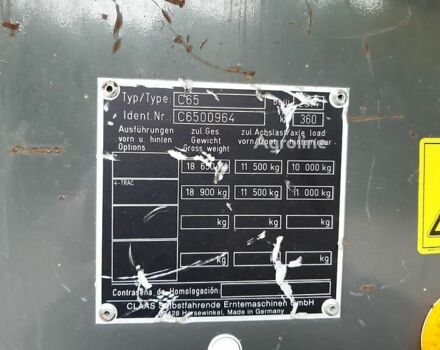 Typ/Type: C65
Ident.Nr. C6500964 360
Ausführungen zul. Ges. zul. Achslast/axle load
vorn u. hinten Gewicht
Options Gross weight
Agroline
18 650 kg 11 500 kg 10 000 kg
4-TRAC
18 900 kg 11 500 kg 000 kg
kg kg kg
kg kg kg
Contraseña de Homologación:
CLAAS Selbstfahrende Erntemaschinen GmbH
Harsewinkel, Made in Germany